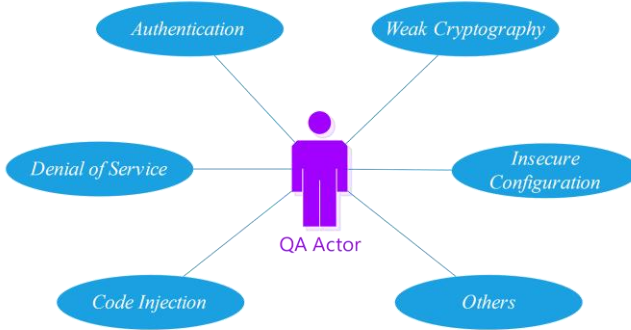 Authentication
Weak Cryptography
Denial of Service
Insecure
Configuration
QA Actor
Code Injection
Others